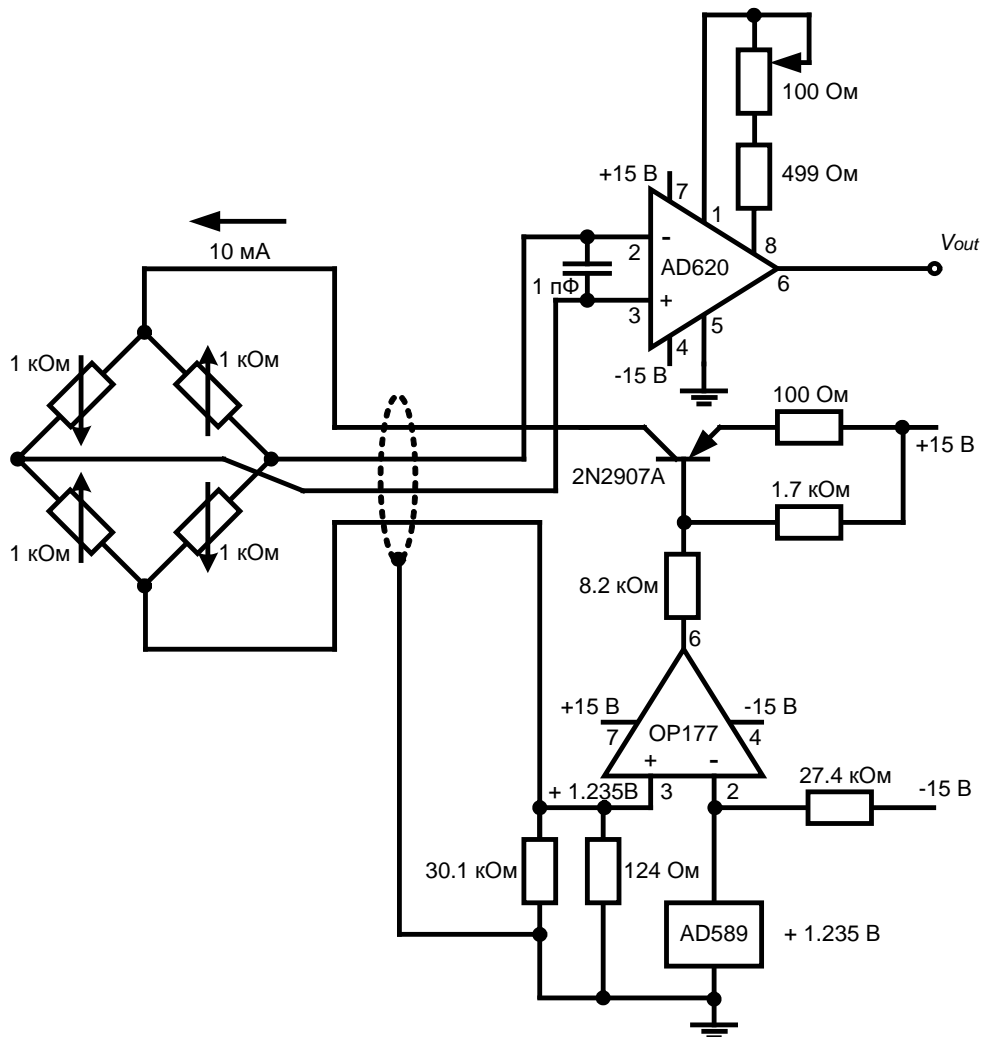 100 Ом
499 Ом
+15 В
7
1
10 мА
2
-
AD620
8
6
Vout
1 пФ
3
+
5
4
-15 В
1 кОм
1 кОм
100 Ом
+15 В
2N2907A
1.7 кОм
1 кОм
1 кОм
8.2 кОм
6
+15 В
7
OP177
-15 В
4
+
-
+ 1.235В
3
2
27.4 кОм
-15 В
30.1 кОм
124 Ом
AD589
+ 1.235 В